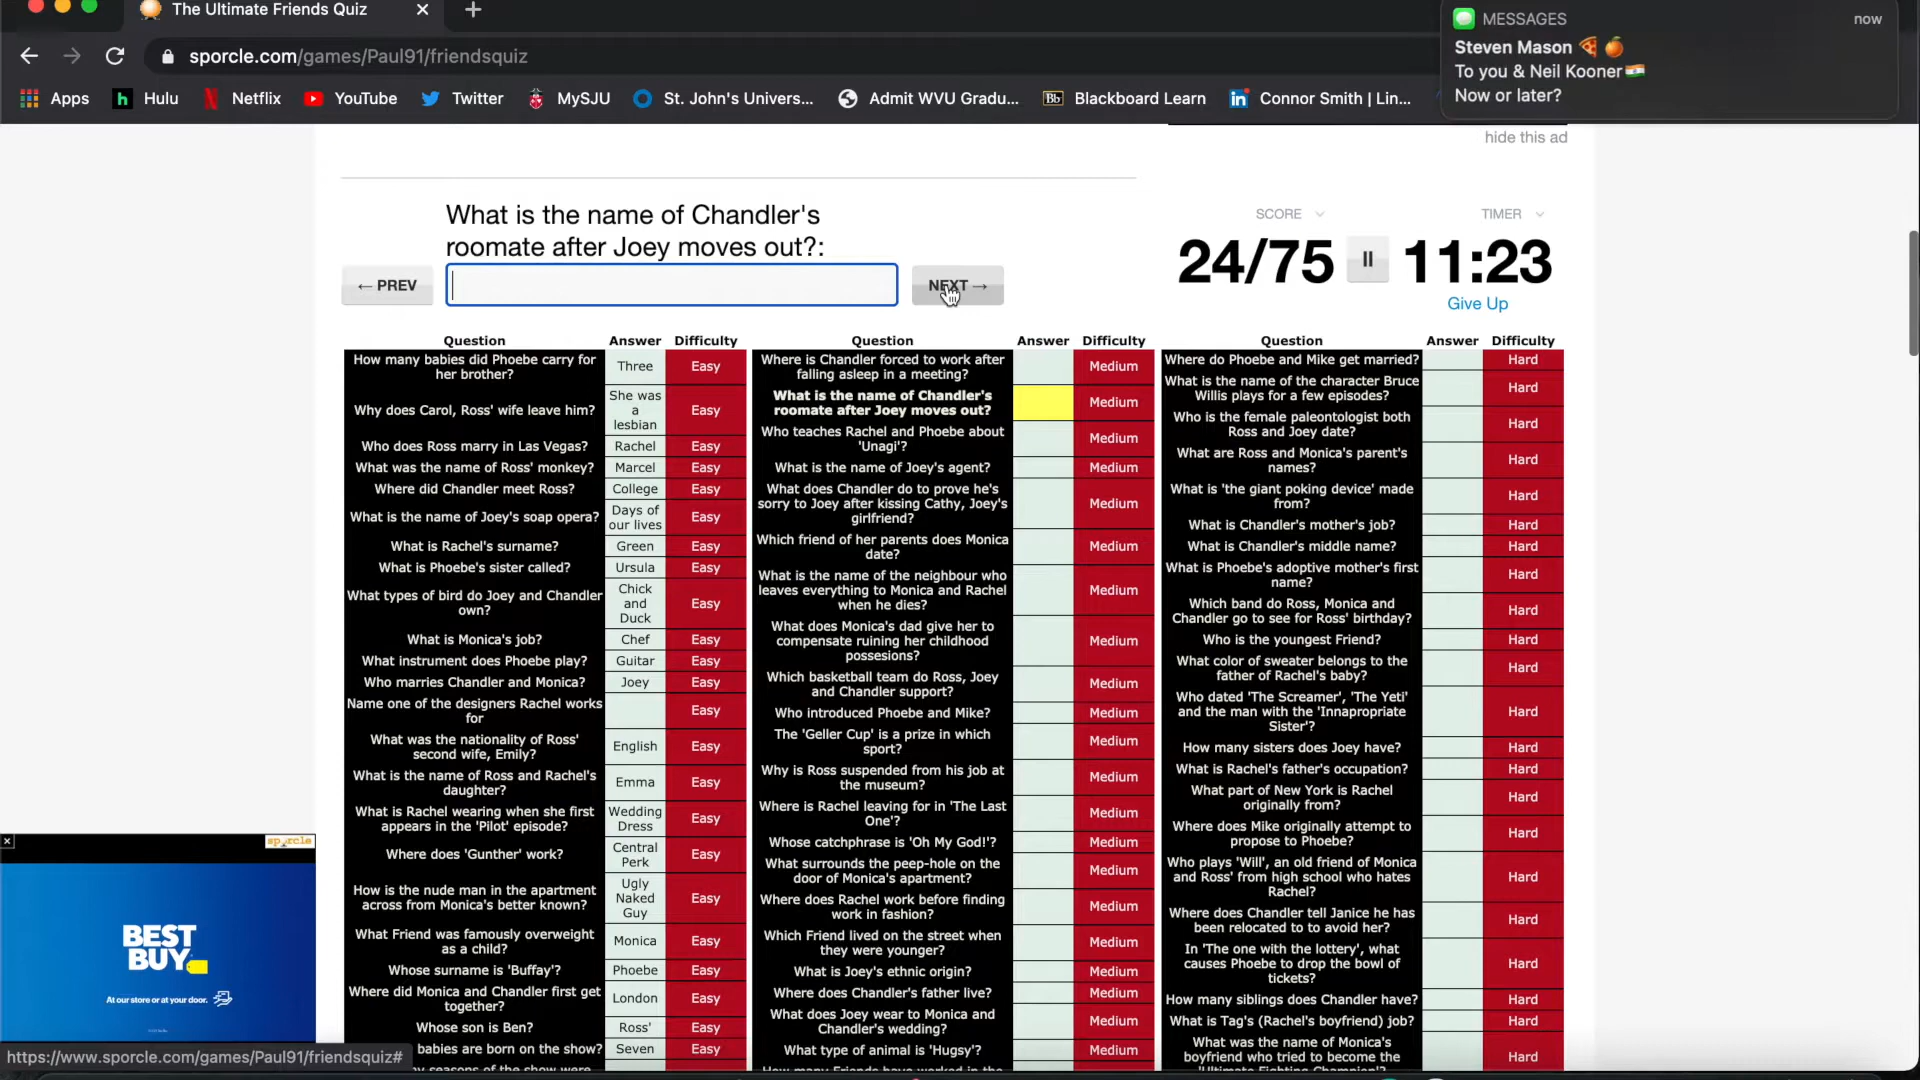 The Ultimate Friends Quiz
MESSAGES
now
Steven Mason
To you & Neil Kooner
Now or later?
sporcle.com/games/Paul91/friendsquiz
Apps
Hulu
Netflix
YouTube
Twitter
MySJU
St. John's Univers...
Admit WVU Gradu...
Bb
Blackboard Learn
Connor Smith | Lin...
hide this ad
What is the name of Chandler's
roomate after Joey moves out?:
← PREV
NEXT →
SCORE
24/75
TIMER
11:23
Give Up
Question Answer Difficulty
How many babies did Phoebe carry for
her brother?
Three
Easy
Why does Carol, Ross' wife leave him?
She was
a
lesbian
Easy
Who does Ross marry in Las Vegas?
Rachel
Easy
What was the name of Ross' monkey?
Marcel
Easy
Where did Chandler meet Ross?
College
Easy
What is the name of Joey's soap opera?
Days of
our lives
Easy
What is Rachel's surname?
Green
Easy
What is Phoebe's sister called?
Ursula
Easy
What types of bird do Joey and Chandler
own?
Chick
and
Duck
Easy
What is Monica's job?
Chef
Easy
What instrument does Phoebe play?
Guitar
Easy
Who marries Chandler and Monica?
Joey
Easy
Name one of the designers Rachel works
for
Easy
What was the nationality of Ross'
second wife, Emily?
English
Easy
What is the name of Ross and Rachel's
daughter?
Emma
Easy
What is Rachel wearing when she first
appears in the 'Pilot' episode?
Wedding
Dress
Easy
Where does 'Gunther' work?
Central
Perk
Easy
How is the nude man in the apartment
across from Monica's better known?
Ugly
Naked
Guy
Easy
What Friend was famously overweight
as a child?
Monica
Easy
Whose surname is 'Buffay'?
Phoebe
Easy
Where did Monica and Chandler first get
together?
London
Easy
Whose son is Ben?
Ross'
Easy
babies are born on the show?
Seven
Easy
Question Answer Difficulty
Where is Chandler forced to work after
falling asleep in a meeting?
Medium
What is the name of Chandler's
roomate after Joey moves out?
Medium
Who teaches Rachel and Phoebe about
'Unagi'?
Medium
What is the name of Joey's agent?
Medium
What does Chandler do to prove he's
sorry to Joey after kissing Cathy, Joey's
girlfriend?
Medium
Which friend of her parents does Monica
date?
Medium
What is the name of the neighbour who
leaves everything to Monica and Rachel
when he dies?
Medium
What does Monica's dad give her to
compensate ruining her childhood
possesions?
Medium
Which basketball team do Ross, Joey
and Chandler support?
Medium
Who introduced Phoebe and Mike?
Medium
The 'Geller Cup' is a prize in which
sport?
Medium
Why is Ross suspended from his job at
the museum?
Medium
Where is Rachel leaving for in 'The Last
One'?
Medium
Whose catchphrase is 'Oh My God!'?
Medium
What surrounds the peep-hole on the
door of Monica's apartment?
Medium
Where does Rachel work before finding
work in fashion?
Medium
Which Friend lived on the street when
they were younger?
Medium
What is Joey's ethnic origin?
Medium
Where does Chandler's father live?
Medium
What does Joey wear to Monica and
Chandler's wedding?
Medium
What type of animal is 'Hugsy'?
Medium
Question Answer Difficulty
Where do Phoebe and Mike get married?
Hard
What is the name of the character Bruce
Willis plays for a few episodes?
Hard
Who is the female paleontologist both
Ross and Joey date?
Hard
What are Ross and Monica's parent's
names?
Hard
What is 'the giant poking device' made
from?
Hard
What is Chandler's mother's job?
Hard
What is Chandler's middle name?
Hard
What is Phoebe's adoptive mother's first
name?
Hard
Which band do Ross, Monica and
Chandler go to see for Ross' birthday?
Hard
Who is the youngest Friend?
Hard
What color of sweater belongs to the
father of Rachel's baby?
Hard
Who dated 'The Screamer', 'The Yeti'
and the man with the 'Innapropriate
Sister'?
Hard
How many sisters does Joey have?
Hard
What is Rachel's father's occupation?
Hard
What part of New York is Rachel
originally from?
Hard
Where does Mike originally attempt to
propose to Phoebe?
Hard
Who plays 'Will', an old friend of Monica
and Ross' from high school who hates
Rachel?
Hard
Where does Chandler tell Janice he has
been relocated to to avoid her?
Hard
In 'The one with the lottery', what
causes Phoebe to drop the bowl of
tickets?
Hard
How many siblings does Chandler have?
Hard
What is Tag's (Rachel's boyfriend) job?
Hard
What was the name of Monica's
boyfriend who tried to become the
'Ultimate Fighting Champion'?
Hard
sporcle
BEST
BUY
At our store or at your door.
https://www.sporcle.com/games/Paul91/friendsquiz#